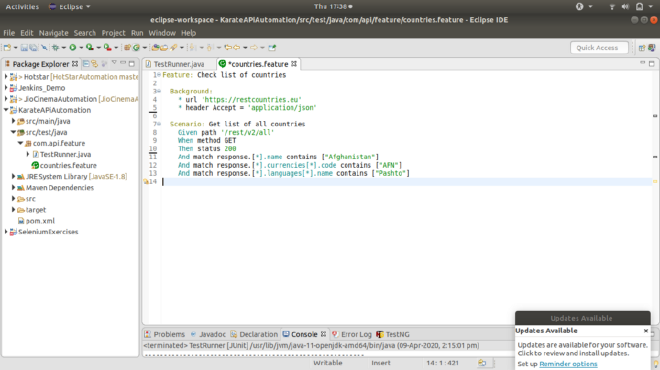 Activities Eclipse Thu 17:36
eclipse-workspace - KarateAPIAutomation/src/test/java/com/api/feature/countries.feature - Eclipse IDE
File Edit Navigate Search Project Run Window Help
Quick Access
Package Explorer
TestRunner.java *countries.feature
> Hotstar [HotStarAutomation maste
Jenkins_Demo
> JioCinemaAutomation [JioCinemaA
KarateAPIAutomation
src/main/java
src/test/java
com.api.feature
TestRunner.java
countries.feature
JRE System Library [JavaSE-1.8]
Maven Dependencies
src
target
pom.xml
SeleniumExercises
1 Feature: Check list of countries
2
3 Background:
4 * url 'https://restcountries.eu'
5 * header Accept = 'application/json'
6
7 Scenario: Get list of all countries
8 Given path '/rest/v2/all'
9 When method GET
10 Then status 200
11 And match response.[*].name contains ["Afghanistan"]
12 And match response.[*].currencies[*].code contains ["AFN"]
13 And match response.[*].languages[*].name contains ["Pashto"]
14
Problems Javadoc Declaration Console Error Log TestNG
<terminated> TestRunner [JUnit] /usr/lib/jvm/java-11-openjdk-amd64/bin/java (09-Apr-2020, 2:15:01 pm)
Writable Insert 14 : 1 : 421
Updates Available
Updates Available
Updates are available for your software.
Click to review and install updates.
Set up Reminder options